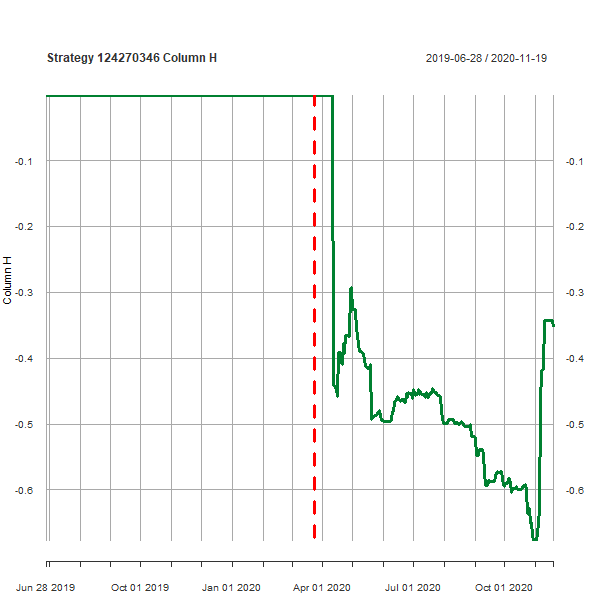 Strategy 124270346 Column H
2019-06-28 / 2020-11-19
Column H
-0.1 -0.1
-0.2 -0.2
-0.3 -0.3
-0.4 -0.4
-0.5 -0.5
-0.6 -0.6
Jun 28 2019 Oct 01 2019 Jan 01 2020 Apr 01 2020 Jul 01 2020 Oct 01 2020